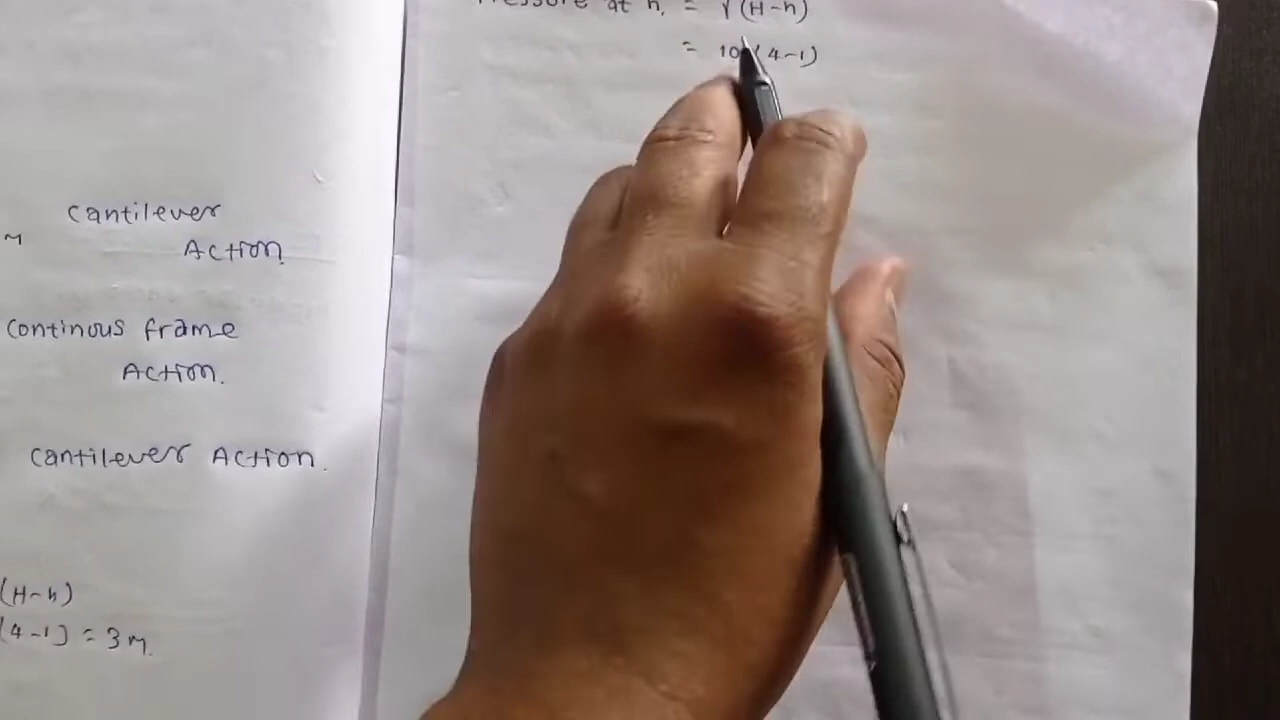 Pressure at h, = γ(H-h)
= 10 (4-1)
cantilever
M
Action.
continous frame
Action.
cantilever Action.
(H-h)
[4-1] = 3m.